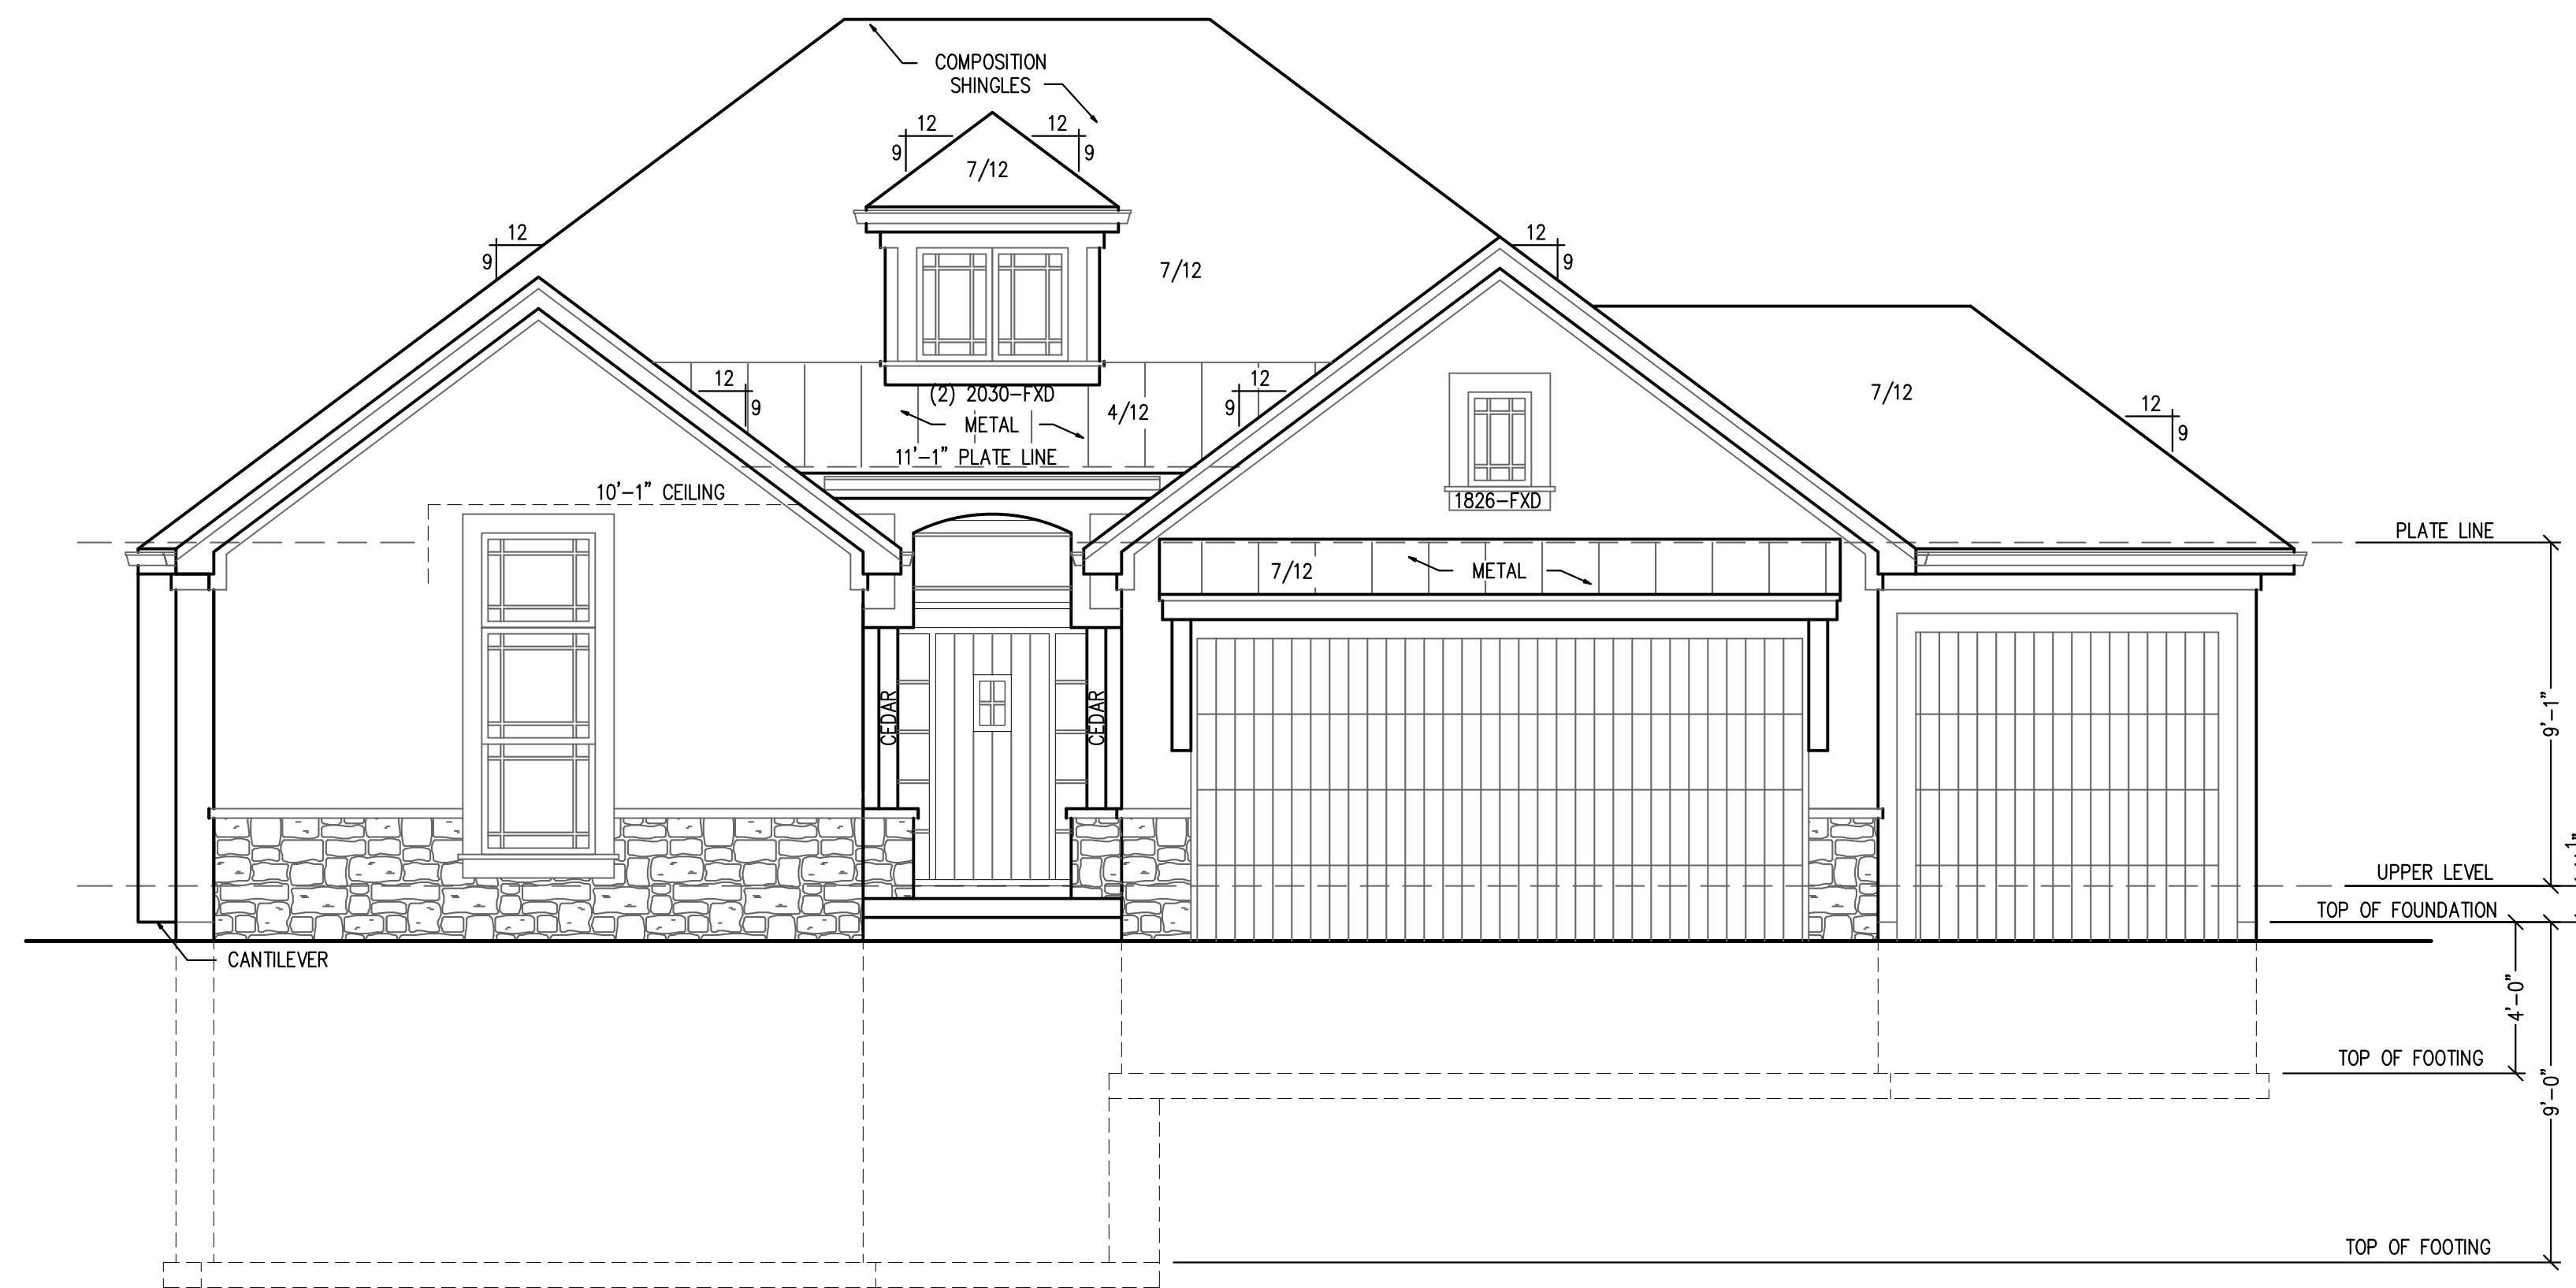 COMPOSITION
SHINGLES
12
12
9
9
7/12
12
9
12
9
7/12
12
9
12
9
(2) 2030-FXD
4/12
METAL
11'-1" PLATE LINE
7/12
12
9
10'-1" CEILING
1826-FXD
PLATE LINE
7/12
METAL
CEDAR
CEDAR
9'-1"
UPPER LEVEL
TOP OF FOUNDATION
CANTILEVER
4'-0"
TOP OF FOOTING
9'-0"
TOP OF FOOTING